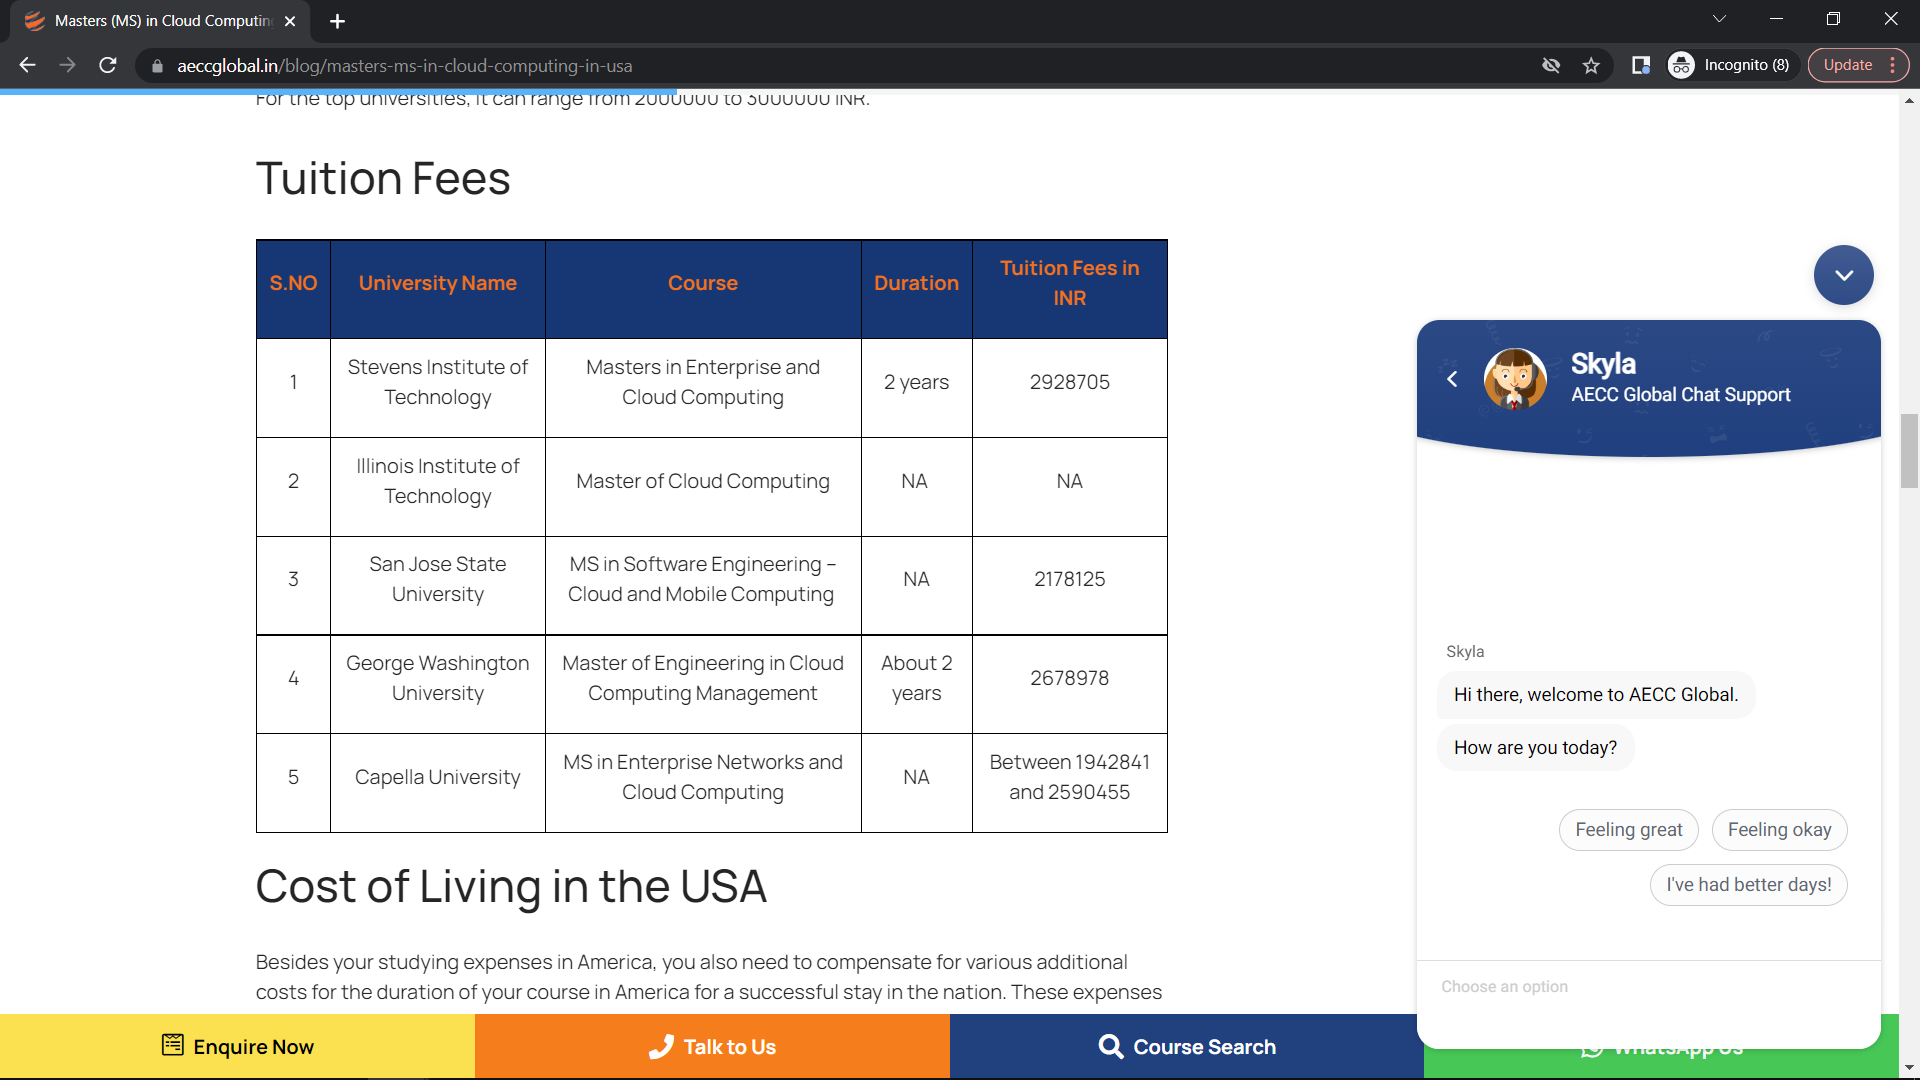 Masters (MS) in Cloud Computin
aeccglobal.in/blog/masters-ms-in-cloud-computing-in-usa
Incognito (8)
Update
For the top universities, it can range from 2000000 to 3000000 INR.
Tuition Fees
S.NO University Name Course Duration Tuition Fees in
INR
1 Stevens Institute of
Technology
Masters in Enterprise and
Cloud Computing
2 years 2928705
2 Illinois Institute of
Technology
Master of Cloud Computing NA NA
3 San Jose State
University
MS in Software Engineering –
Cloud and Mobile Computing
NA 2178125
4 George Washington
University
Master of Engineering in Cloud
Computing Management
About 2
years
2678978
5 Capella University
MS in Enterprise Networks and
Cloud Computing
NA
Between 1942841
and 2590455
Cost of Living in the USA
Besides your studying expenses in America, you also need to compensate for various additional
costs for the duration of your course in America for a successful stay in the nation. These expenses
Skyla
AECC Global Chat Support
Skyla
Hi there, welcome to AECC Global.
How are you today?
Feeling great
Feeling okay
I've had better days!
Choose an option
Enquire Now
Talk to Us
Course Search
WhatsApp Us